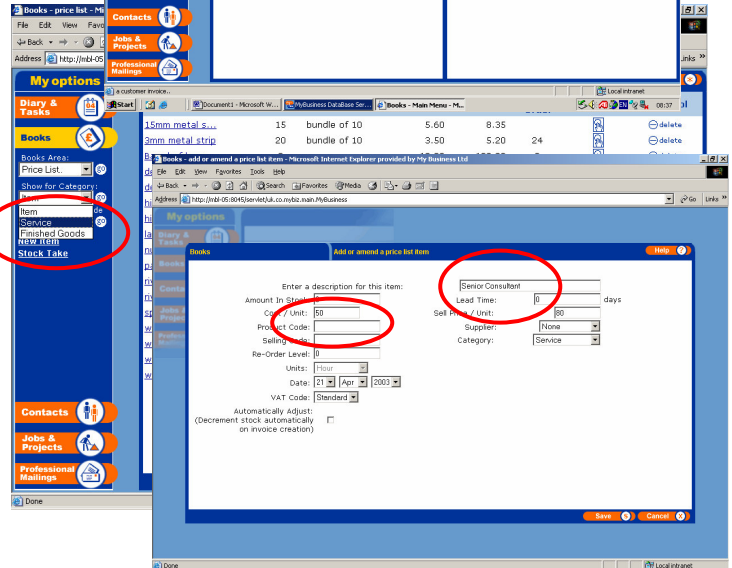 Books - price list - Mi
File Edit View Favo
Back
Address http://mbl-05
Contacts
Jobs &
Projects
Professional
Mailings
a customer invoice..
Local intranet
Links »
Start
Document1 - Microsoft W...
MyBusiness DataBase Ser...
Books - Main Menu - M...
EN
08:37
My options
Diary &
Tasks
Books
Books Area:
Price List.
go
Show for Category:
Item
go
Item
Service
Finished Goods
New Item
Stock Take
Contacts
Jobs &
Projects
Professional
Mailings
Done
15mm metal s... 15 bundle of 10 5.60 8.35 delete
3mm metal strip 20 bundle of 10 3.50 5.20 24 delete
Books - add or amend a price list item - Microsoft Internet Explorer provided by My Business Ltd
File Edit View Favorites Tools Help
Back Search Favorites Media
Address http://mbl-05:8045/servlet/uk.co.mybiz.main.MyBusiness Go Links »
My options
Diary &
Tasks
Books
Books Add or amend a price list item Help ?
Enter a description for this item: Senior Consultant
Amount In Stock: Lead Time: 0 days
Cost / Unit: 50 Sell Price / Unit: 80
Product Code: Supplier: None
Selling Code: Category: Service
Re-Order Level: 0
Units: Hour
Date: 21 Apr 2003
VAT Code: Standard
Automatically Adjust:
(Decrement stock automatically
on invoice creation)
Save Cancel
Done Local intranet